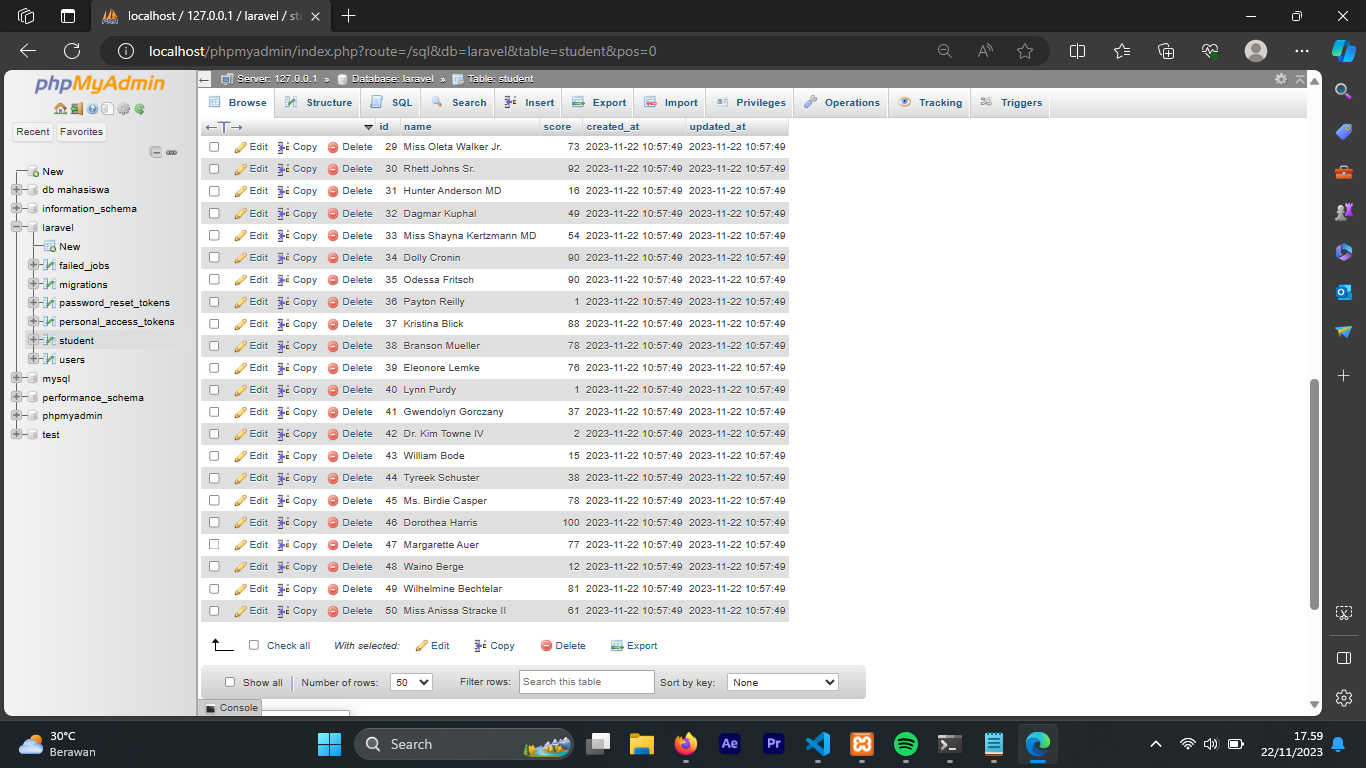 localhost / 127.0.0.1 / laravel / st
localhost/phpmyadmin/index.php?route=/sql&db=laravel&table=student&pos=0
phpMyAdmin
Recent Favorites
New
db mahasiswa
information_schema
laravel
New
failed_jobs
migrations
password_reset_tokens
personal_access_tokens
student
users
mysql
performance_schema
phpmyadmin
test
Server: 127.0.0.1 » Database: laravel » Table: student
Browse Structure SQL Search Insert Export Import Privileges Operations Tracking Triggers
id name score created_at updated_at
Edit Copy Delete 29 Miss Oleta Walker Jr. 73 2023-11-22 10:57:49 2023-11-22 10:57:49
Edit Copy Delete 30 Rhett Johns Sr. 92 2023-11-22 10:57:49 2023-11-22 10:57:49
Edit Copy Delete 31 Hunter Anderson MD 16 2023-11-22 10:57:49 2023-11-22 10:57:49
Edit Copy Delete 32 Dagmar Kuphal 49 2023-11-22 10:57:49 2023-11-22 10:57:49
Edit Copy Delete 33 Miss Shayna Kertzmann MD 54 2023-11-22 10:57:49 2023-11-22 10:57:49
Edit Copy Delete 34 Dolly Cronin 90 2023-11-22 10:57:49 2023-11-22 10:57:49
Edit Copy Delete 35 Odessa Fritsch 90 2023-11-22 10:57:49 2023-11-22 10:57:49
Edit Copy Delete 36 Payton Reilly 1 2023-11-22 10:57:49 2023-11-22 10:57:49
Edit Copy Delete 37 Kristina Blick 88 2023-11-22 10:57:49 2023-11-22 10:57:49
Edit Copy Delete 38 Branson Mueller 78 2023-11-22 10:57:49 2023-11-22 10:57:49
Edit Copy Delete 39 Eleonore Lemke 76 2023-11-22 10:57:49 2023-11-22 10:57:49
Edit Copy Delete 40 Lynn Purdy 1 2023-11-22 10:57:49 2023-11-22 10:57:49
Edit Copy Delete 41 Gwendolyn Gorczany 37 2023-11-22 10:57:49 2023-11-22 10:57:49
Edit Copy Delete 42 Dr. Kim Towne IV 2 2023-11-22 10:57:49 2023-11-22 10:57:49
Edit Copy Delete 43 William Bode 15 2023-11-22 10:57:49 2023-11-22 10:57:49
Edit Copy Delete 44 Tyreek Schuster 38 2023-11-22 10:57:49 2023-11-22 10:57:49
Edit Copy Delete 45 Ms. Birdie Casper 78 2023-11-22 10:57:49 2023-11-22 10:57:49
Edit Copy Delete 46 Dorothea Harris 100 2023-11-22 10:57:49 2023-11-22 10:57:49
Edit Copy Delete 47 Margarette Auer 77 2023-11-22 10:57:49 2023-11-22 10:57:49
Edit Copy Delete 48 Waino Berge 12 2023-11-22 10:57:49 2023-11-22 10:57:49
Edit Copy Delete 49 Wilhelmine Bechtelar 81 2023-11-22 10:57:49 2023-11-22 10:57:49
Edit Copy Delete 50 Miss Anissa Stracke II 61 2023-11-22 10:57:49 2023-11-22 10:57:49
Check all With selected: Edit Copy Delete Export
Show all Number of rows: 50 Filter rows: Search this table Sort by key: None
Console
30°C
Berawan
Search
Ae
Pr
17.59
22/11/2023